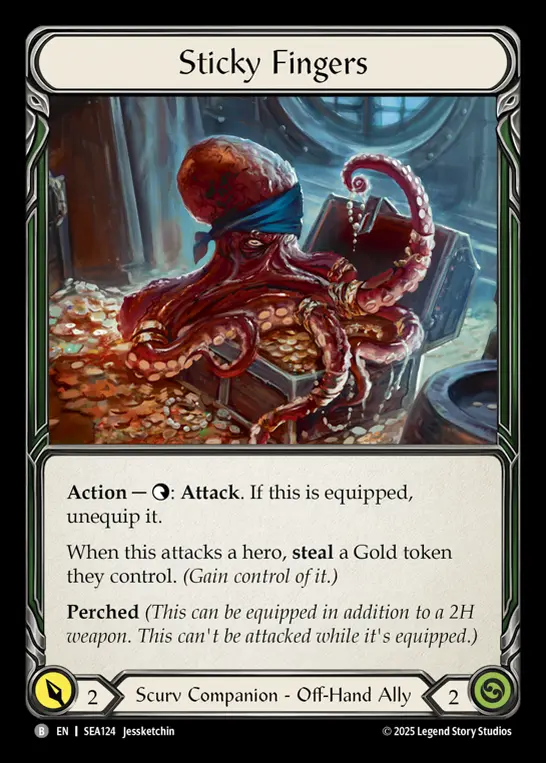 Sticky Fingers
Action — : Attack. If this is equipped,
unequip it.
When this attacks a hero, steal a Gold token
they control. (Gain control of it.)
Perched (This can be equipped in addition to a 2H
weapon. This can't be attacked while it's equipped.)
2
Scurv Companion - Off-Hand Ally
2
B EN | SEA124 Jessketchin
© 2025 Legend Story Studios